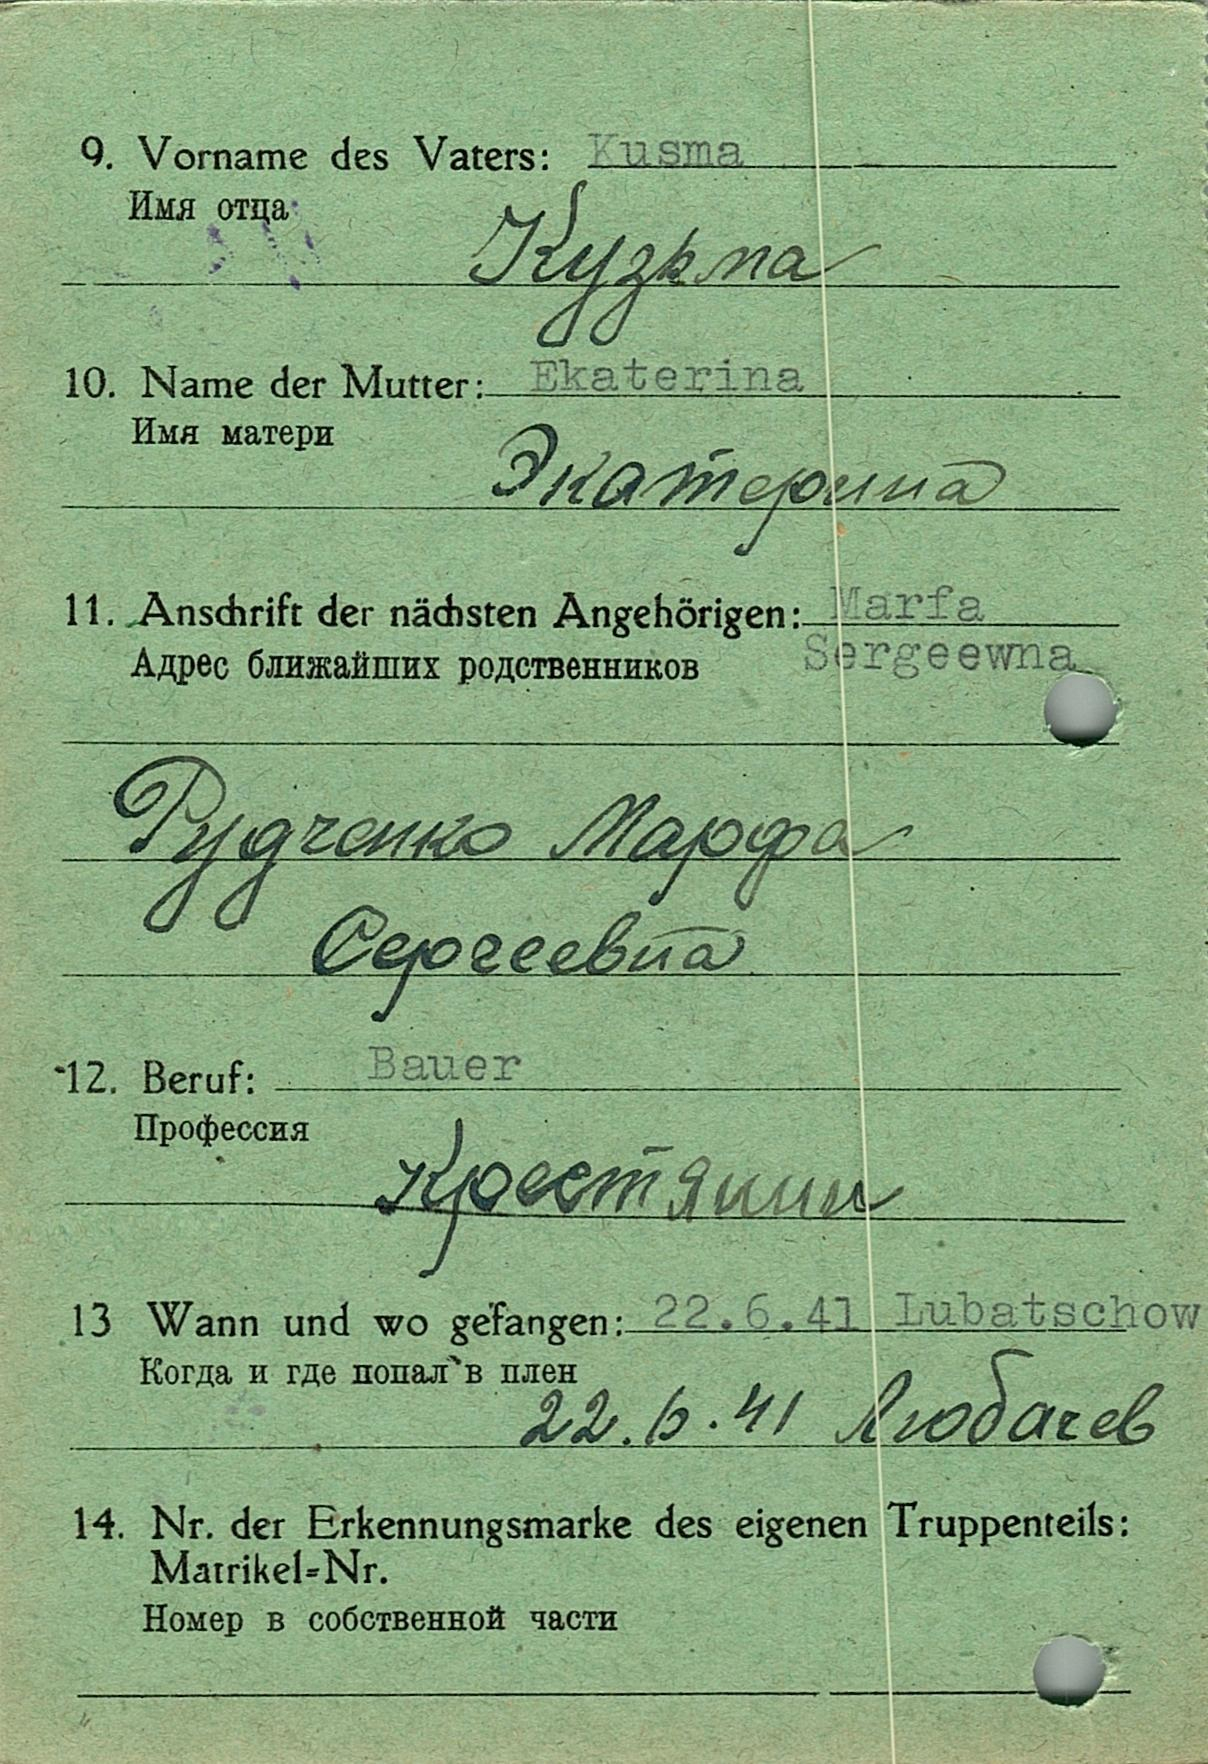 9. Vorname des Vaters: Kusma
Имя отца
Кузьма
10. Name der Mutter: Ekaterina
Имя матери
Экатерина
11. Anschrift der nächsten Angehörigen: Marfa
Адрес ближайших родственников Sergeewna
Рудченко Марфа
Сергеевна
12. Beruf: Bauer
Профессия
Крестянин
13 Wann und wo gefangen: 22.6.41 Lubatschow
Когда и где попал в плен
22.6.41 Любачев
14. Nr. der Erkennungsmarke des eigenen Truppenteils:
Matrikel=Nr.
Номер в собственной части